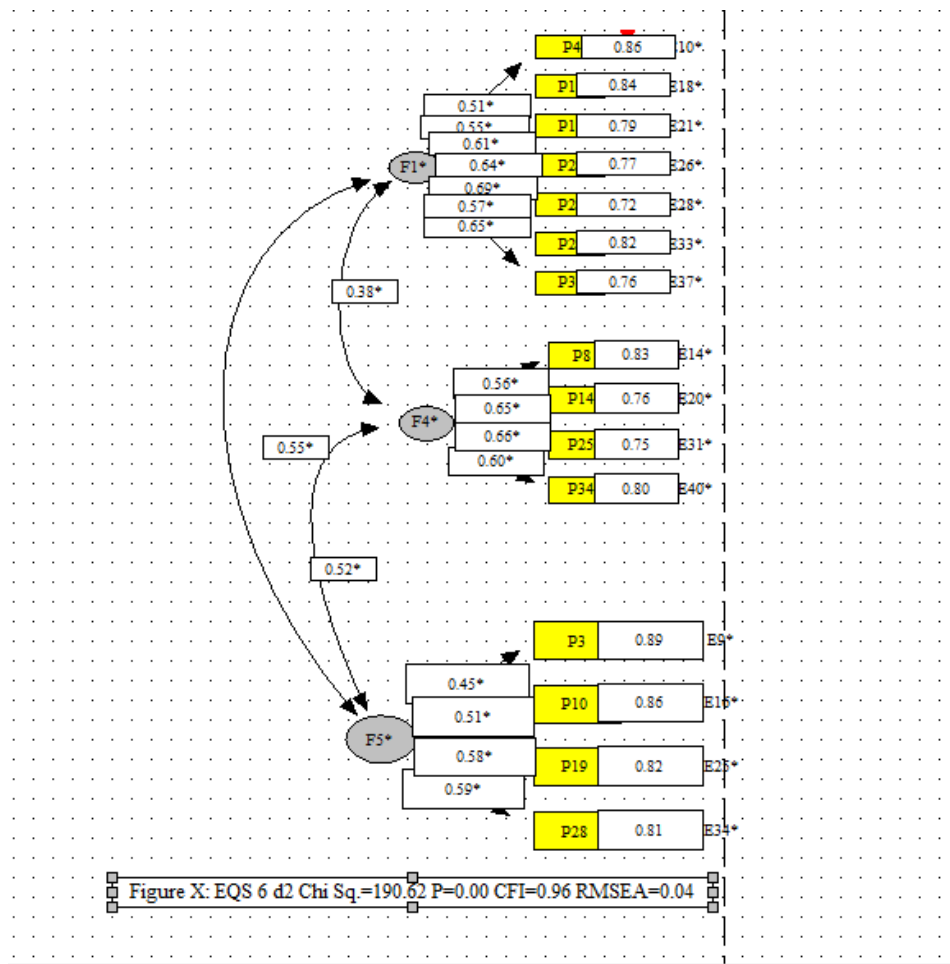 P4 0.86 E10*
0.51*
P1 0.84 E18*
0.55*
P1 0.79 E21*
0.61*
F1* 0.64* P2 0.77 E26*
0.69*
P2 0.72 E28*
0.57*
0.65*
P2 0.82 E33*
P3 0.76 E37*
0.38*
P8 0.83 E14*
0.56*
P14 0.76 E20*
0.65*
F4*
0.66*
P25 0.75 E31*
0.55*
0.60*
P34 0.80 E40*
0.52*
P3 0.89 E9*
0.45*
P10 0.86 E16*
0.51*
F5*
0.58*
P19 0.82 E25*
0.59*
P28 0.81 E34*
Figure X: EQS 6 d2 Chi Sq.=190.62 P=0.00 CFI=0.96 RMSEA=0.04